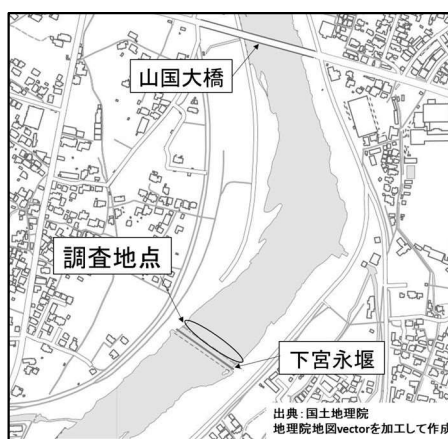 山国大橋
調査地点
下宮永堰
出典:国土地理院
地理院地図vectorを加工して作成